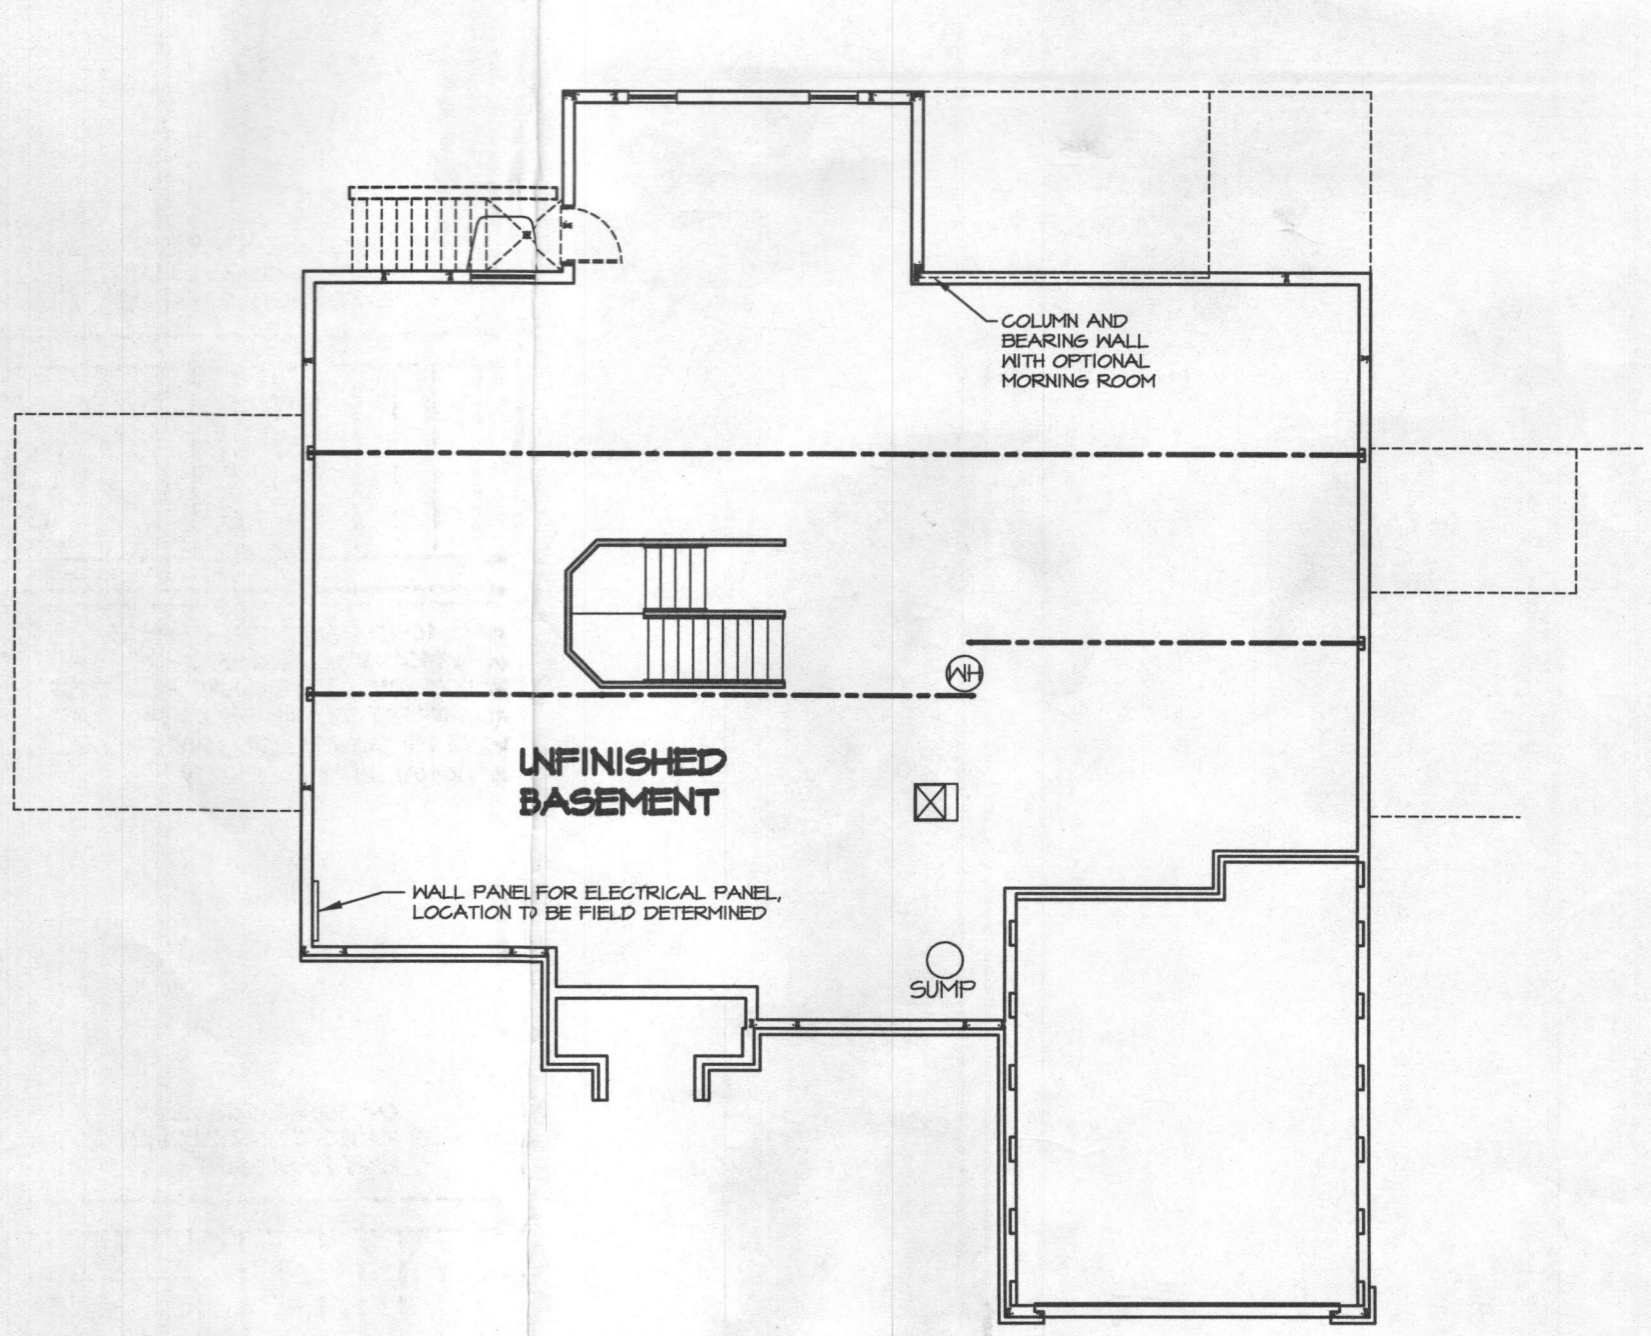 COLUMN AND
BEARING WALL
WITH OPTIONAL
MORNING ROOM
WH
UNFINISHED
BASEMENT
WALL PANEL FOR ELECTRICAL PANEL,
LOCATION TO BE FIELD DETERMINED
SUMP